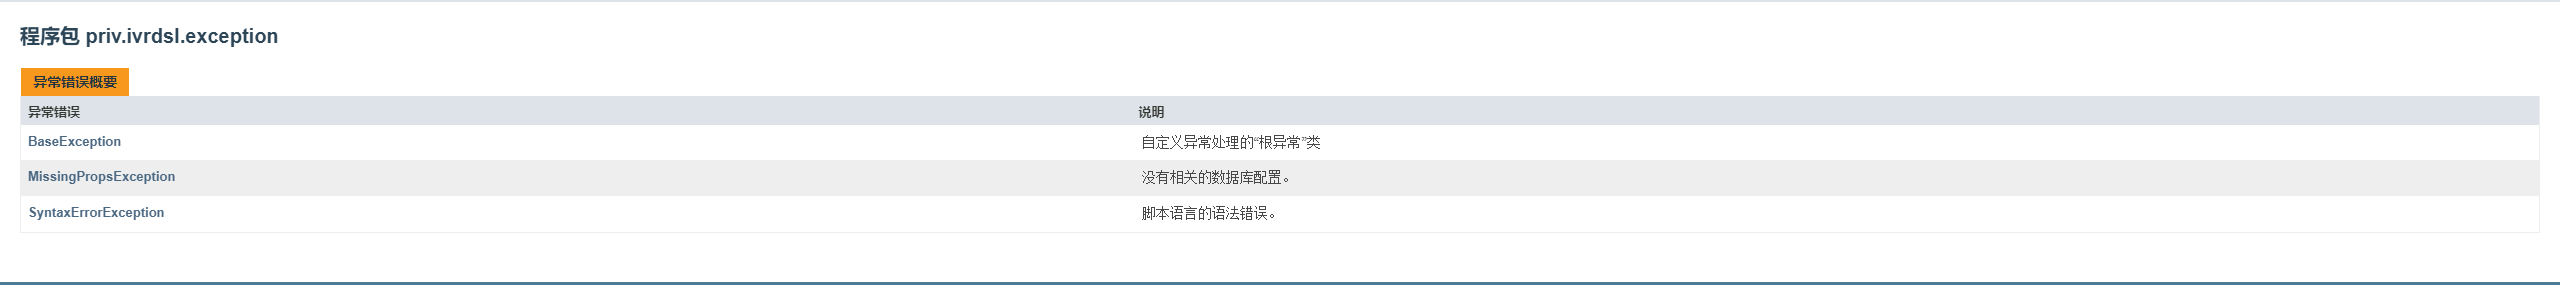 程序包 priv.ivrdsl.exception
异常错误概要
异常错误 说明
BaseException 自定义异常处理的“根异常”类
MissingPropsException 没有相关的数据库配置。
SyntaxErrorException 脚本语言的语法错误。